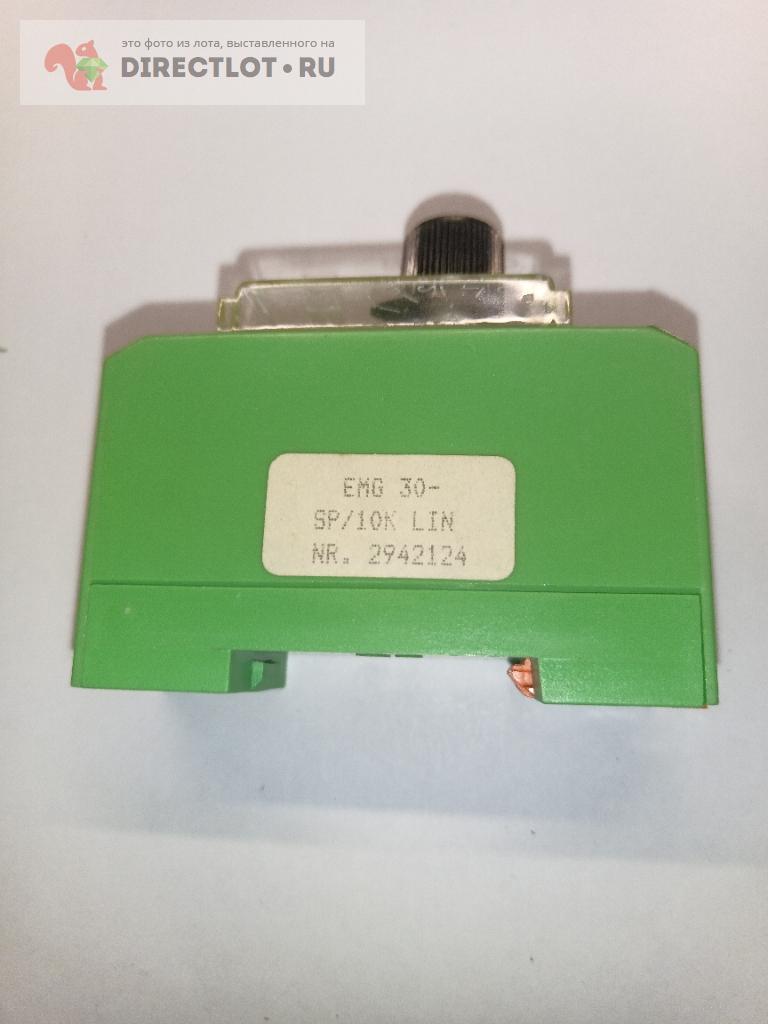 это фото из лота, выставленного на
DIRECTLOT•RU
EMG 30-
SP/10K LIN
NR. 2942124